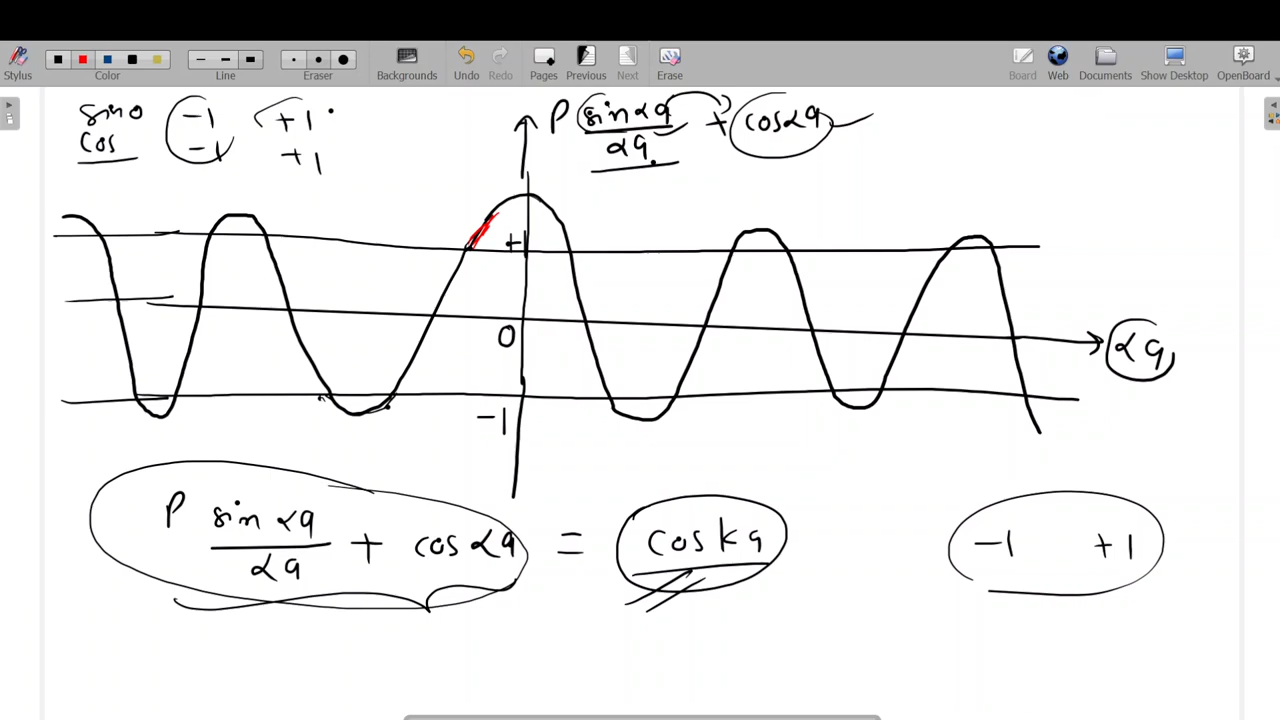 Stylus Color Line Eraser Backgrounds Undo Redo Pages Previous Next Erase Board Web Documents Show Desktop OpenBoard
sinθ -1 +1
cos -1 +1
P sin αa / αa + cos αa
+1
0
αa
-1
P sin αa / αa + cos αa = cos ka
-1 +1